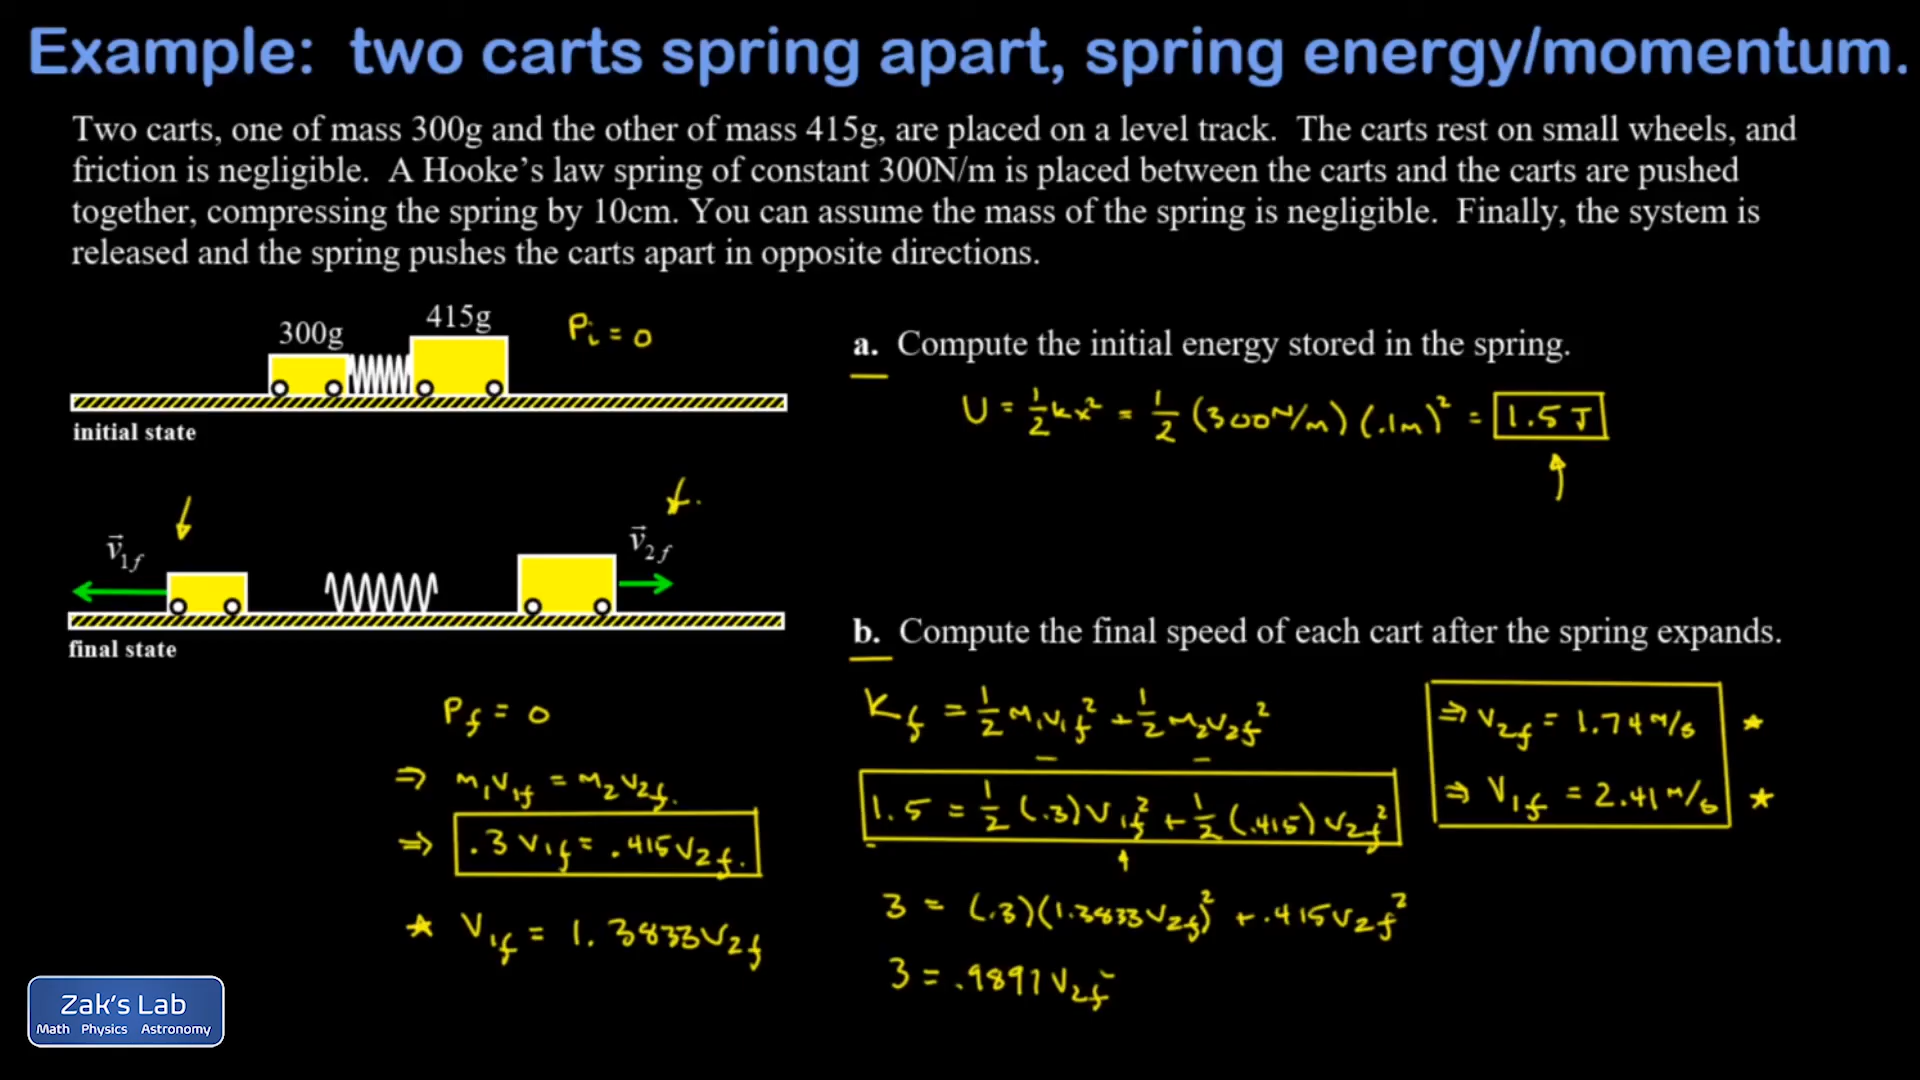 Example: two carts spring apart, spring energy/momentum.
Two carts, one of mass 300g and the other of mass 415g, are placed on a level track. The carts rest on small wheels, and
friction is negligible. A Hooke's law spring of constant 300N/m is placed between the carts and the carts are pushed
together, compressing the spring by 10cm. You can assume the mass of the spring is negligible. Finally, the system is
released and the spring pushes the carts apart in opposite directions.
300g
415g
Pi = 0
initial state
v⃗1f
v⃗2f
final state
Pf = 0
⇒ m₁v1f = m₂v2f.
⇒ .3 v1f = .415v2f.
★ v1f = 1.3833v2f
a. Compute the initial energy stored in the spring.
U = ½kx² = ½ (300N/m) (.1m)² = 1.5 J
b. Compute the final speed of each cart after the spring expands.
Kf = ½ m₁v1f² + ½ m₂v2f²
1.5 = ½ (.3)v1f² + ½ (.415) v2f²
3 = (.3)(1.3833v2f)² + .415v2f²
3 = .9891 v2f²
⇒ v2f = 1.74 m/s ★
⇒ v1f = 2.41 m/s ★
Zak's Lab
Math Physics Astronomy